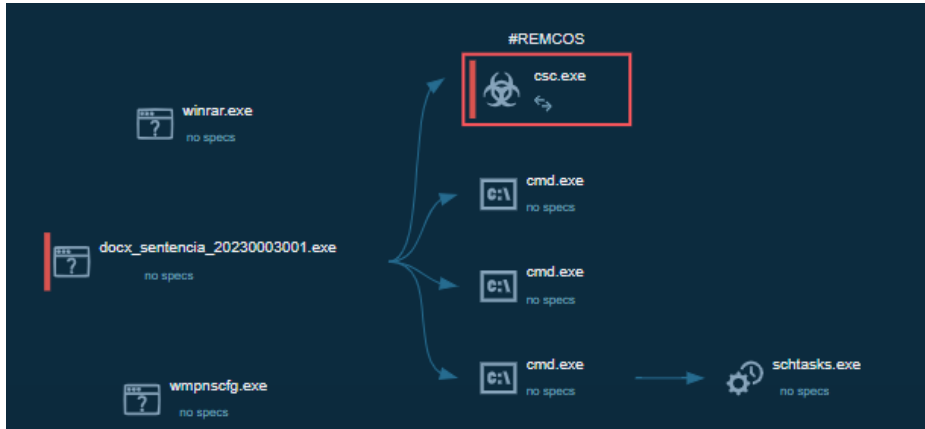 #REMCOS
csc.exe
winrar.exe
no specs
cmd.exe
no specs
docx_sentencia_20230003001.exe
no specs
cmd.exe
no specs
cmd.exe
no specs
schtasks.exe
no specs
wmpnscfg.exe
no specs